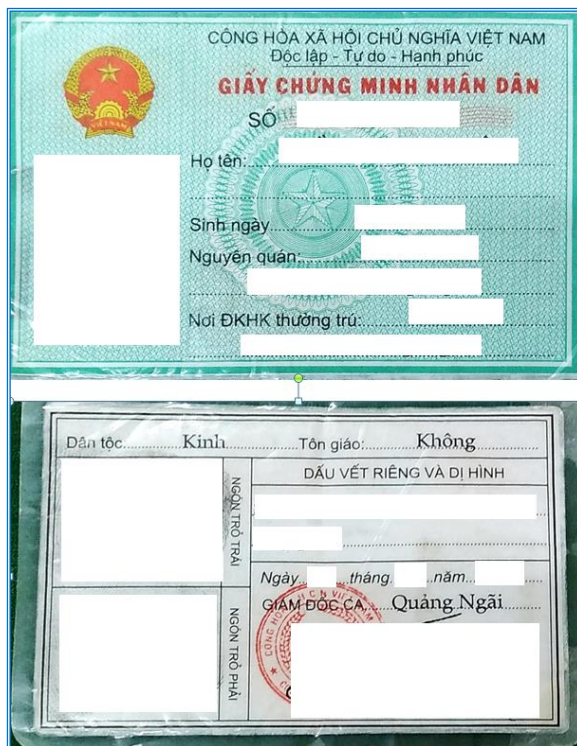 CỘNG HÒA XÃ HỘI CHỦ NGHĨA VIỆT NAM
Độc lập - Tự do - Hạnh phúc
GIẤY CHỨNG MINH NHÂN DÂN
SỐ
VIỆT NAM
Họ tên:
Sinh ngày
Nguyên quán:
Nơi ĐKHK thường trú:
Dân tộc Kinh Tôn giáo: Không
NGÓN TRỎ TRÁI
DẤU VẾT RIÊNG VÀ DỊ HÌNH
Ngày tháng năm
GIÁM ĐỐC CA Quảng Ngãi
NGÓN TRỎ PHẢI